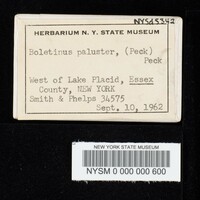 NYSd5342
HERBARIUM N. Y. STATE MUSEUM
Boletinus paluster, (Peck)
Peck
West of Lake Placid, Essex
County, NEW YORK
Smith & Phelps 34575
Sept. 10, 1962
NEW YORK STATE MUSEUM
NYSM 0 000 000 600